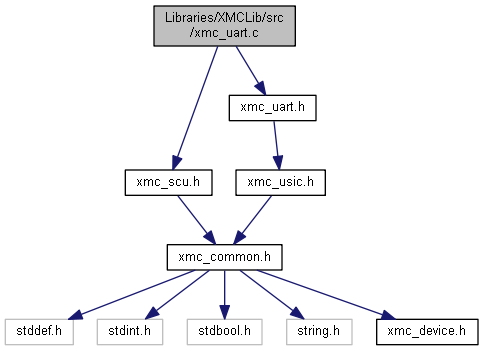 Libraries/XMCLib/src
/xmc_uart.c
xmc_uart.h
xmc_scu.h
xmc_usic.h
xmc_common.h
stddef.h
stdint.h
stdbool.h
string.h
xmc_device.h